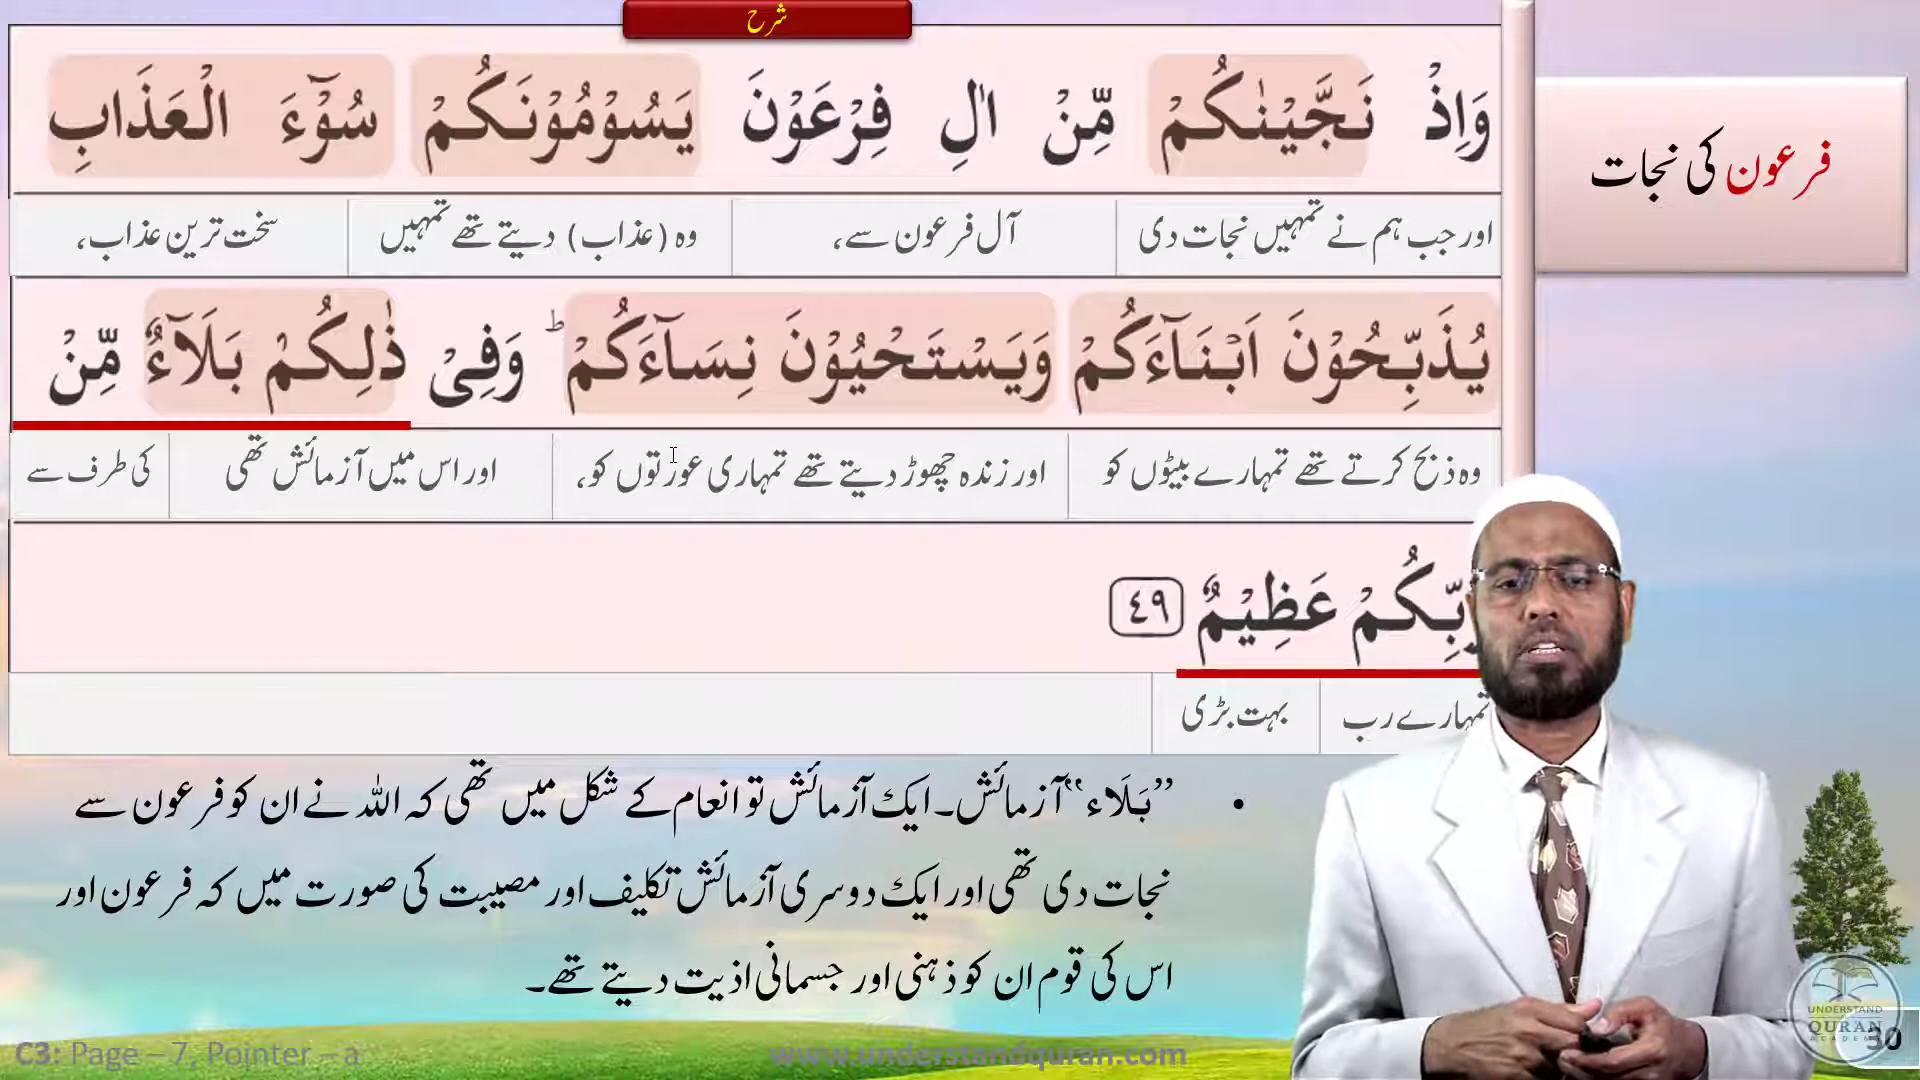 شرح
فرعون کی نجات
وَاِذْ نَجَّيْنٰكُمْ مِّنْ اٰلِ فِرْعَوْنَ يَسُوْمُوْنَكُمْ سُوْٓءَ الْعَذَابِ
اور جب ہم نے تمہیں نجات دی آل فرعون سے، وہ (عذاب) دیتے تھے تمہیں سخت ترین عذاب،
يُذَبِّحُوْنَ اَبْنَآءَكُمْ وَيَسْتَحْيُوْنَ نِسَآءَكُمْ ؕ وَفِىْ ذٰلِكُمْ بَلَآءٌ مِّنْ
وہ ذبح کرتے تھے تمہارے بیٹوں کو اور زندہ چھوڑ دیتے تھے تمہاری عورتوں کو، اور اس میں آزمائش تھی کی طرف سے
رَّبِّكُمْ عَظِيْمٌ ٤٩
تمہارے رب بہت بڑی
• ”بَلَاء“ آزمائش۔ ایک آزمائش تو انعام کے شکل میں تھی کہ اللہ نے ان کو فرعون سے
نجات دی تھی اور ایک دوسری آزمائش تکلیف اور مصیبت کی صورت میں کہ فرعون اور
اس کی قوم ان کو ذہنی اور جسمانی اذیت دیتے تھے۔
C3: Page – 7, Pointer – a
www.understandquran.com
UNDERSTAND
QURAN
ACADEMY
30